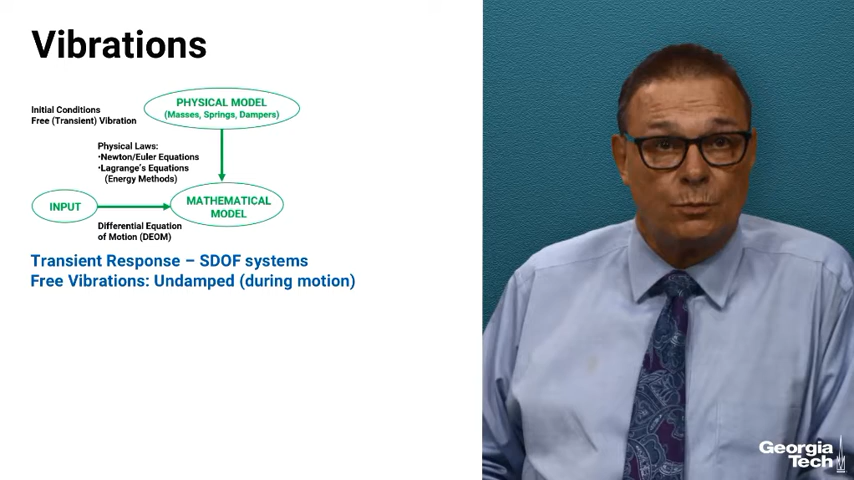 Vibrations
Initial Conditions
Free (Transient) Vibration
PHYSICAL MODEL
(Masses, Springs, Dampers)
Physical Laws:
•Newton/Euler Equations
•Lagrange's Equations
(Energy Methods)
INPUT
MATHEMATICAL
MODEL
Differential Equation
of Motion (DEOM)
Transient Response – SDOF systems
Free Vibrations: Undamped (during motion)
Georgia
Tech